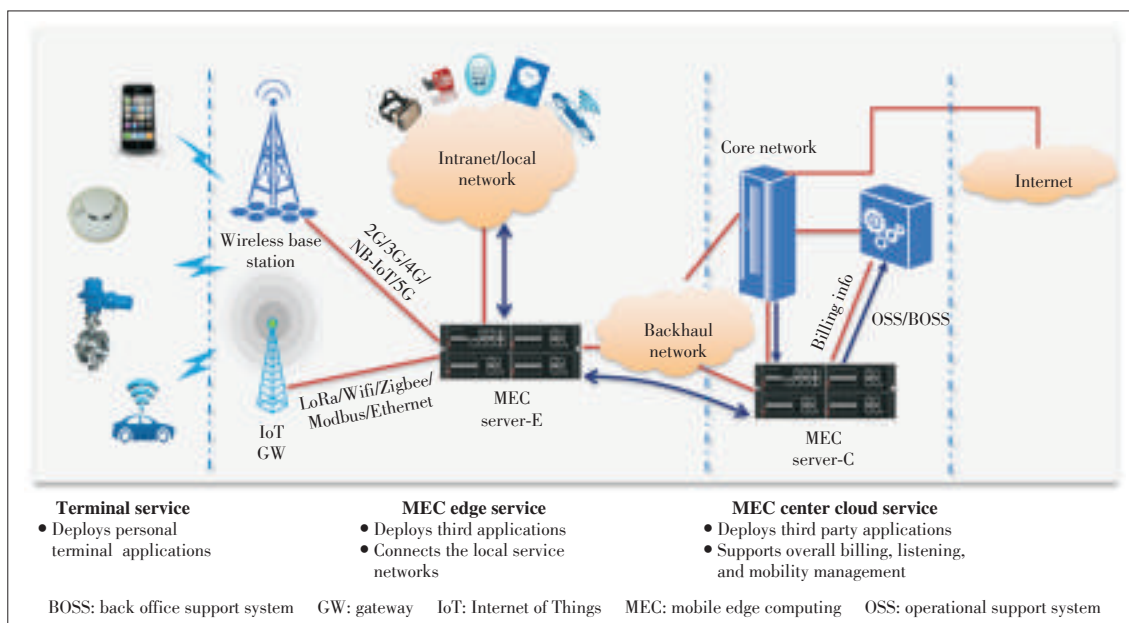 Intranet/local
network
Core network
Internet
Wireless base
station
2G/3G/4G/
NB-IoT/5G
Billing info
OSS/BOSS
Backhaul
network
LoRa/Wifi/Zigbee/
Modbus/Ethernet
MEC
server-E
IoT
GW
MEC
server-C
Terminal service
● Deploys personal
terminal applications
MEC edge service
● Deploys third applications
● Connects the local service
networks
MEC center cloud service
● Deploys third party applications
● Supports overall billing, listening,
and mobility management
BOSS: back office support system GW: gateway IoT: Internet of Things MEC: mobile edge computing OSS: operational support system